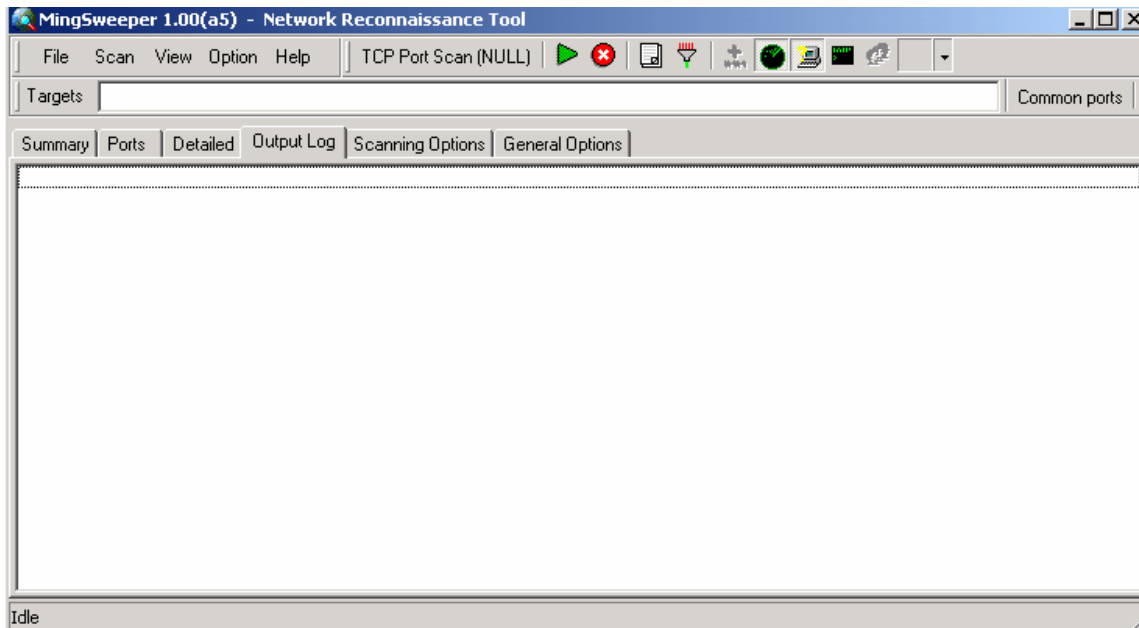 MingSweeper 1.00(a5) - Network Reconnaissance Tool
File Scan View Option Help TCP Port Scan (NULL)
Targets Common ports
Summary Ports Detailed Output Log Scanning Options General Options
Idle